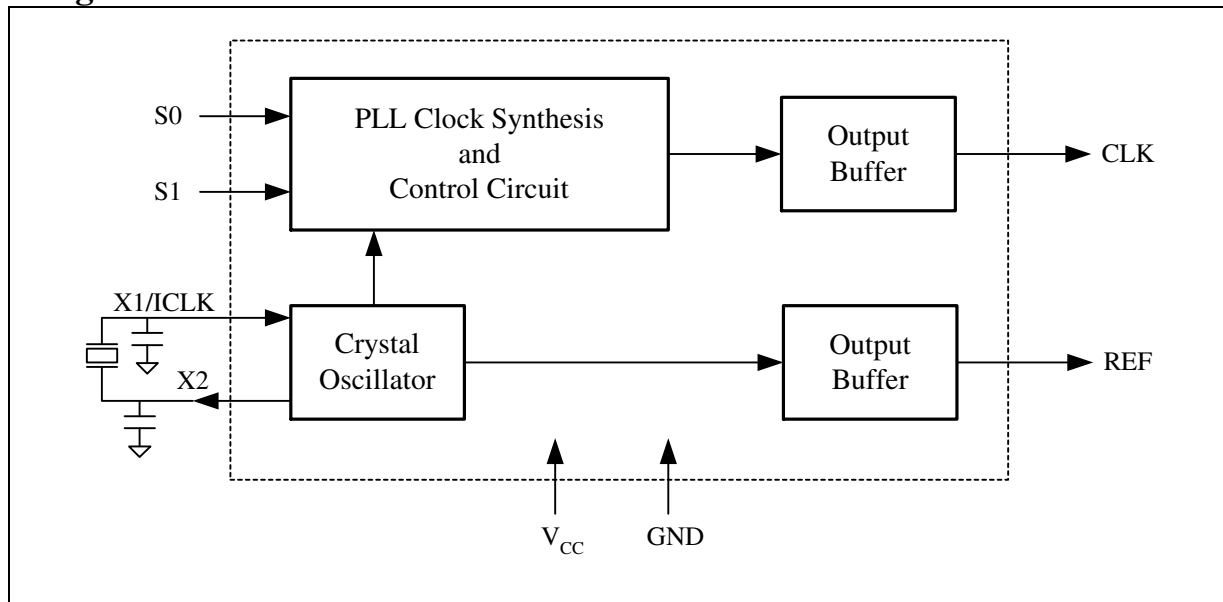 S0
S1
PLL Clock Synthesis
and
Control Circuit
Output
Buffer
CLK
X1/ICLK
X2
Crystal
Oscillator
Output
Buffer
REF
V_CC
GND